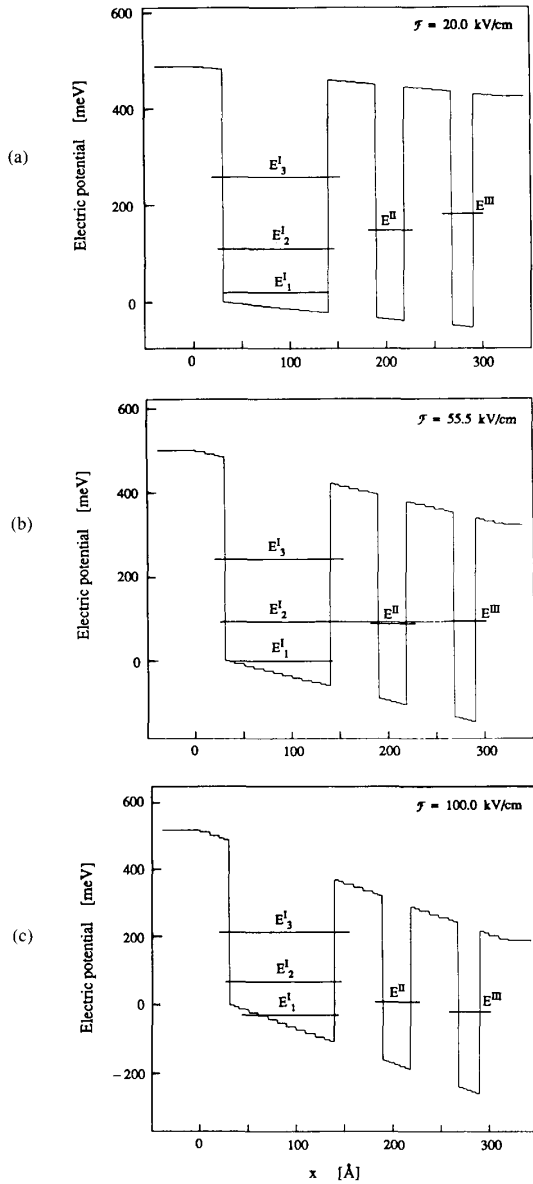 (a)
Electric potential [meV]
600
400
200
0
ℱ = 20.0 kV/cm
E^I_3
E^I_2
E^I_1
E^II
E^III
0 100 200 300
(b)
Electric potential [meV]
600
400
200
0
ℱ = 55.5 kV/cm
E^I_3
E^I_2
E^I_1
E^II
E^III
0 100 200 300
(c)
Electric potential [meV]
600
400
200
0
−200
ℱ = 100.0 kV/cm
E^I_3
E^I_2
E^I_1
E^II
E^III
0 100 200 300
x [Å]